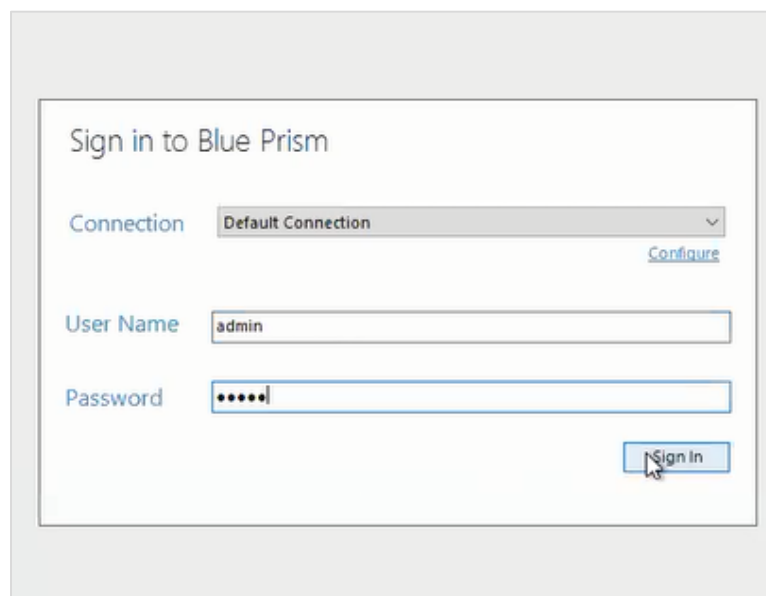 Sign in to Blue Prism
Connection Default Connection
Configure
User Name admin
Password •••••
Sign In